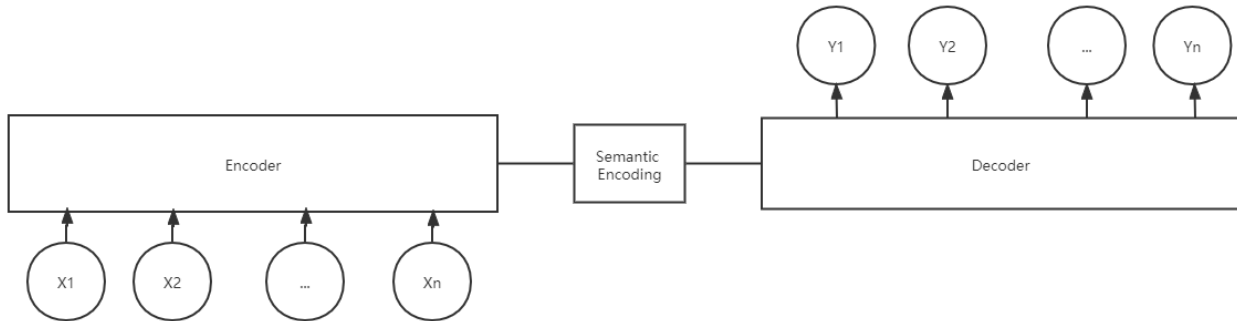 Y1
Y2
...
Yn
Encoder
Semantic
Encoding
Decoder
X1
X2
...
Xn